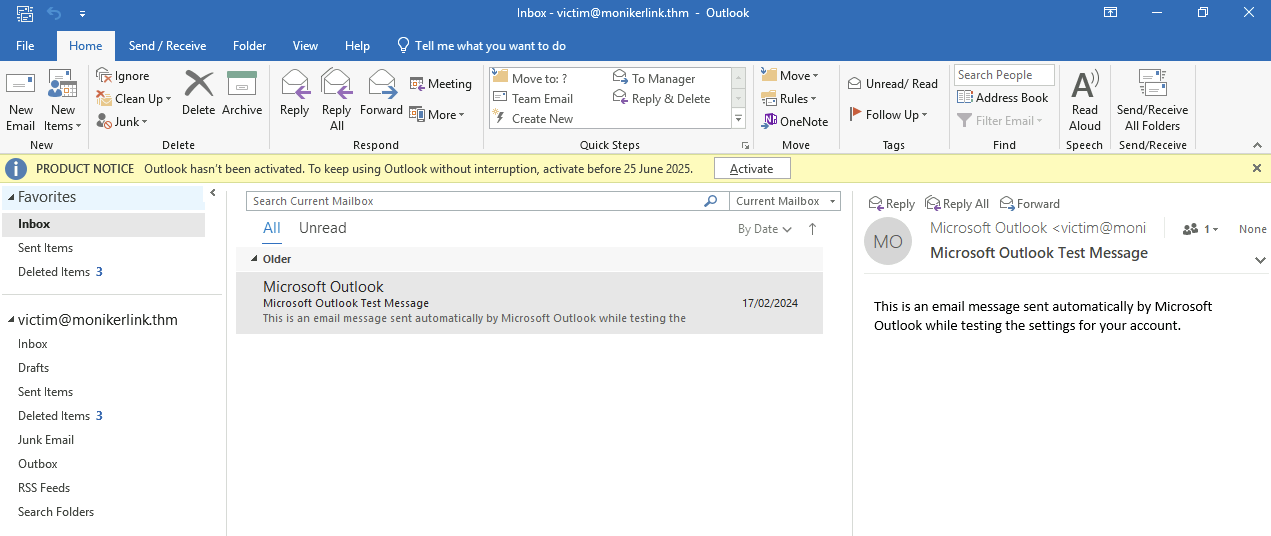 Inbox - victim@monikerlink.thm - Outlook
File Home Send / Receive Folder View Help Tell me what you want to do
New Email
New Items
Ignore
Clean Up
Junk
Delete
Archive
Reply
Reply All
Forward
Meeting
More
Move to: ?
Team Email
Create New
To Manager
Reply & Delete
Move
Rules
OneNote
Unread/ Read
Follow Up
Search People
Address Book
Filter Email
Read Aloud
Send/Receive All Folders
New Delete Respond Quick Steps Move Tags Find Speech Send/Receive
PRODUCT NOTICE Outlook hasn't been activated. To keep using Outlook without interruption, activate before 25 June 2025. Activate
Favorites
Inbox
Sent Items
Deleted Items 3
victim@monikerlink.thm
Inbox
Drafts
Sent Items
Deleted Items 3
Junk Email
Outbox
RSS Feeds
Search Folders
Search Current Mailbox Current Mailbox
All Unread By Date
Older
Microsoft Outlook
Microsoft Outlook Test Message 17/02/2024
This is an email message sent automatically by Microsoft Outlook while testing the
Reply Reply All Forward
MO
Microsoft Outlook <victim@moni 1 None
Microsoft Outlook Test Message
This is an email message sent automatically by Microsoft
Outlook while testing the settings for your account.